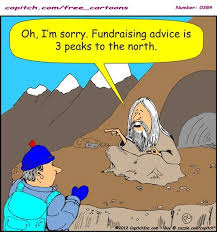 copitch.com/free_cartoons
Number: 0384
Oh, I'm sorry. Fundraising advice is
3 peaks to the north.